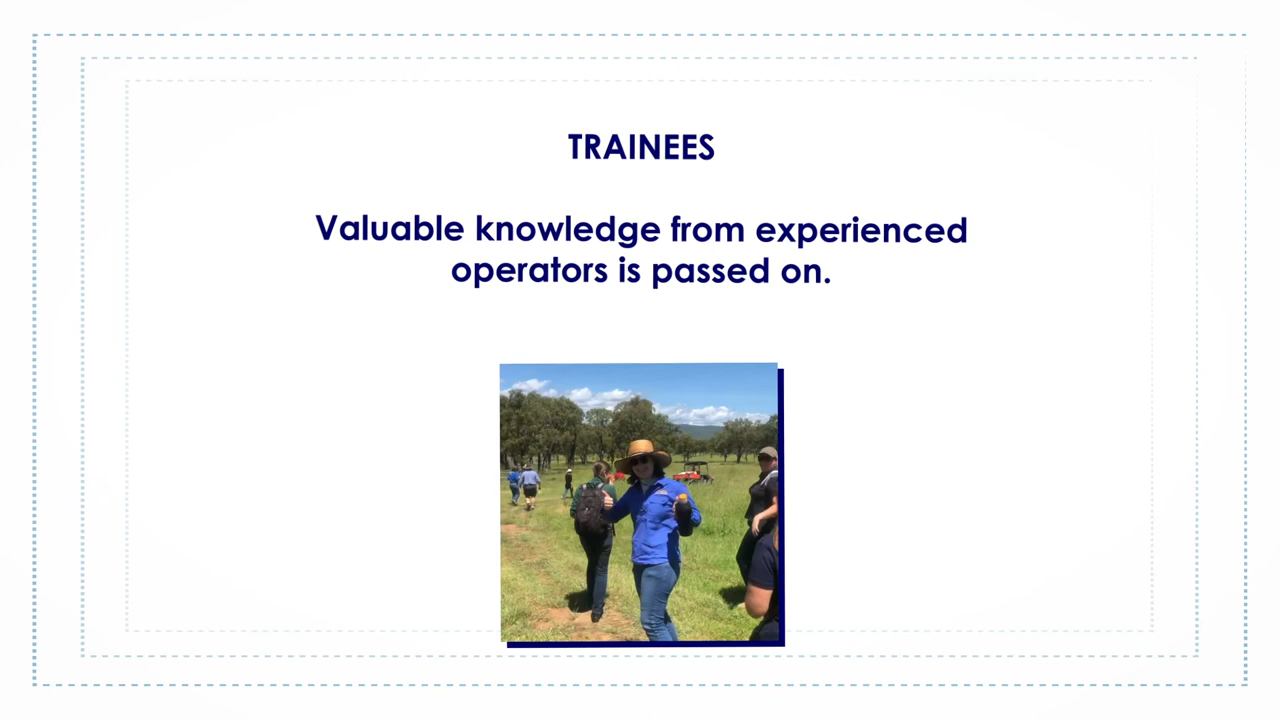 TRAINEES
Valuable knowledge from experienced
operators is passed on.